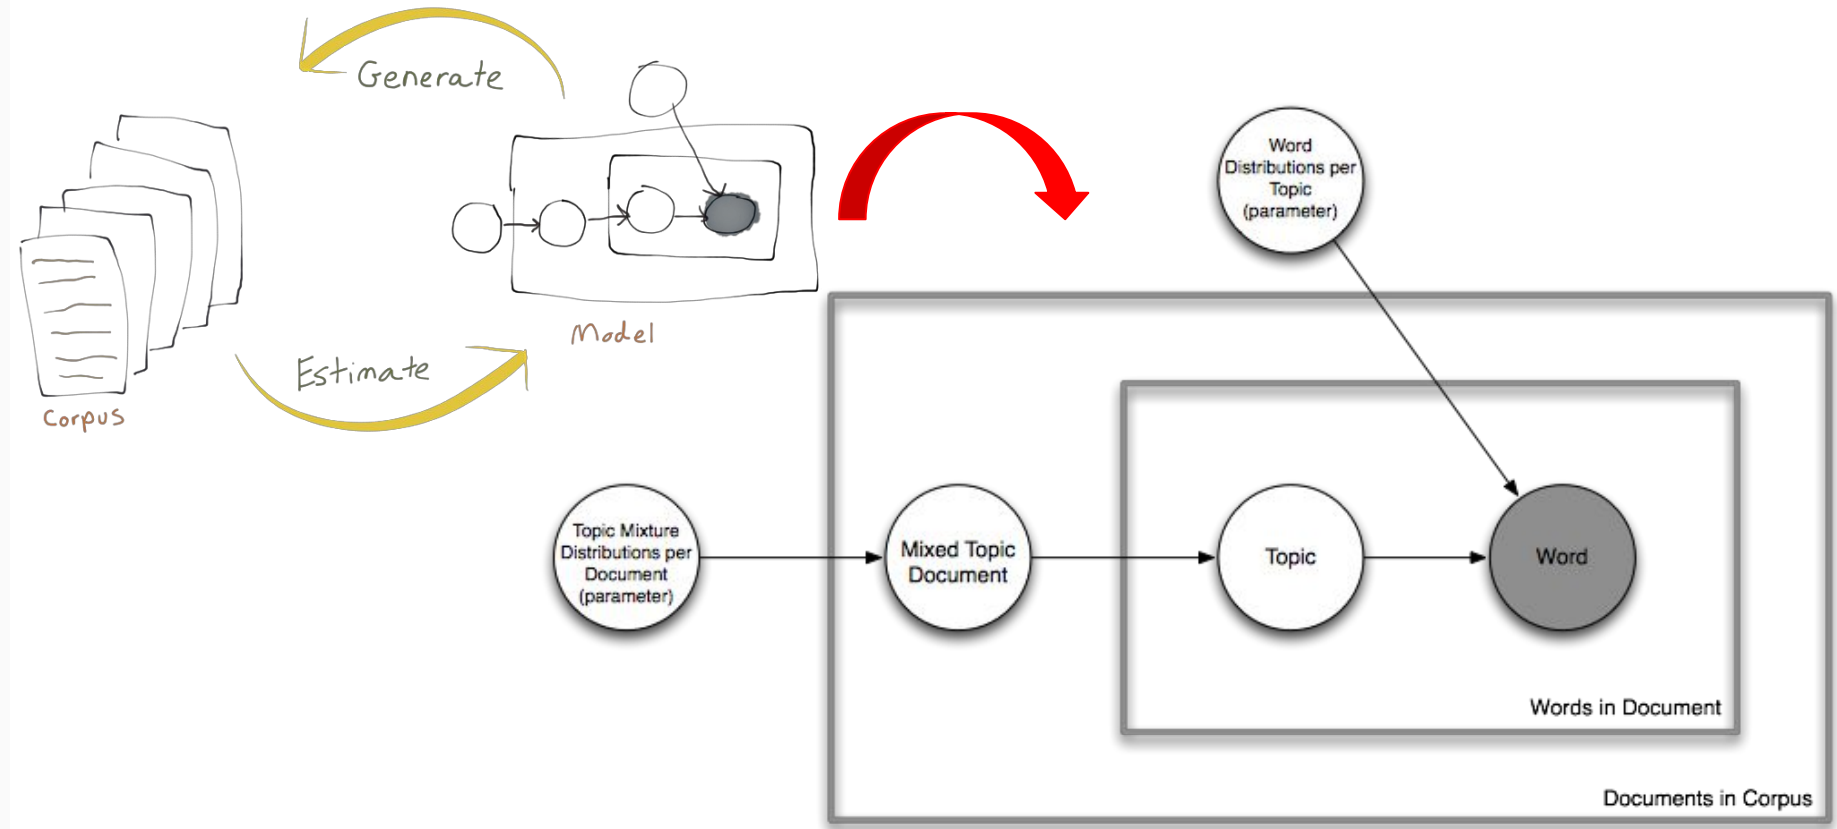 Generate
Estimate
Corpus
Model
Word
Distributions per
Topic
(parameter)
Topic Mixture
Distributions per
Document
(parameter)
Mixed Topic
Document
Topic
Word
Words in Document
Documents in Corpus